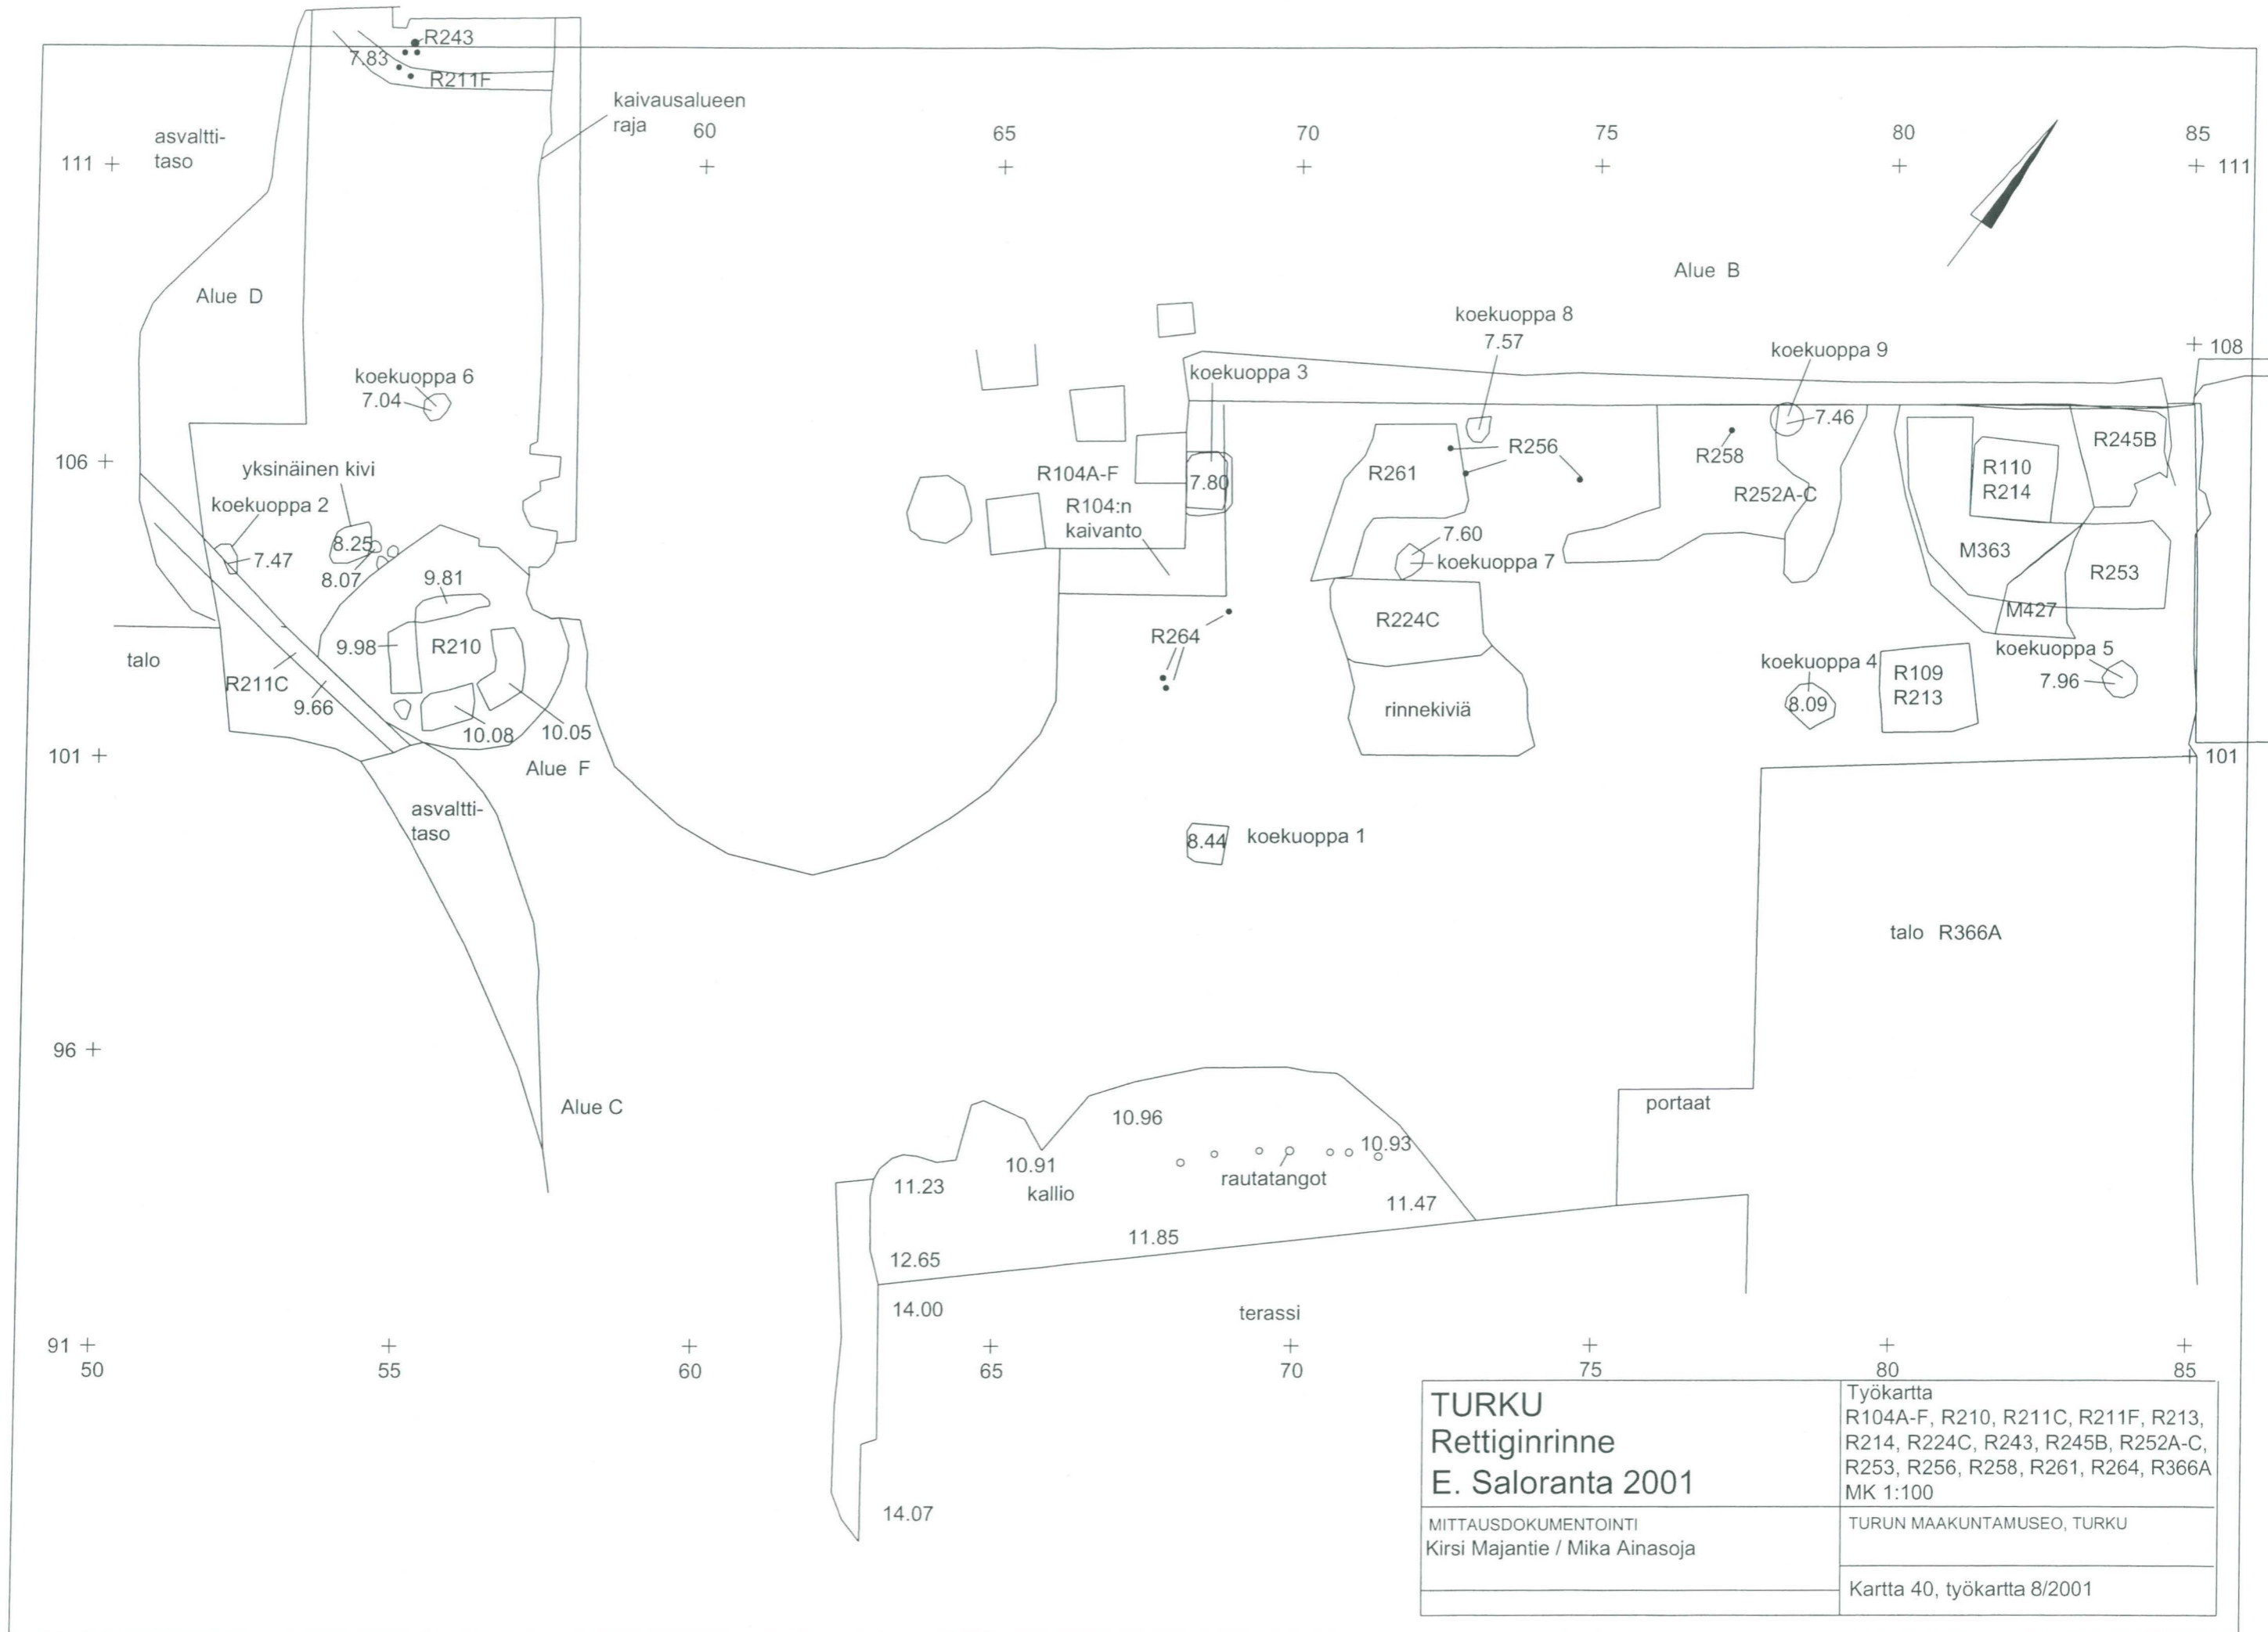 R243
7.83
R211F
kaivausalueen
raja
60
65
70
75
80
85
asvaltti-
taso
111
111
Alue D
Alue B
koekuoppa 8
7.57
108
koekuoppa 9
koekuoppa 6
7.04
koekuoppa 3
7.46
106
yksinäinen kivi
koekuoppa 2
8.25
7.47
8.07
R104A-F
R104:n
kaivanto
7.80
R261
R256
R258
R252A-C
R110
R214
R245B
7.60
koekuoppa 7
M363
R253
M427
9.81
9.98
R210
R224C
R264
talo
R211C
9.66
10.08
10.05
rinnekiviä
koekuoppa 4
8.09
R109
R213
koekuoppa 5
7.96
101
101
Alue F
asvaltti-
taso
8.44
koekuoppa 1
talo R366A
96
Alue C
portaat
10.96
10.93
10.91
kallio
rautatangot
11.23
11.47
11.85
12.65
14.00
terassi
91
50
55
60
65
70
75
80
85
14.07
TURKU
Rettiginrinne
E. Saloranta 2001
Työkartta
R104A-F, R210, R211C, R211F, R213,
R214, R224C, R243, R245B, R252A-C,
R253, R256, R258, R261, R264, R366A
MK 1:100
MITTAUSDOKUMENTOINTI
Kirsi Majantie / Mika Ainasoja
TURUN MAAKUNTAMUSEO, TURKU
Kartta 40, työkartta 8/2001